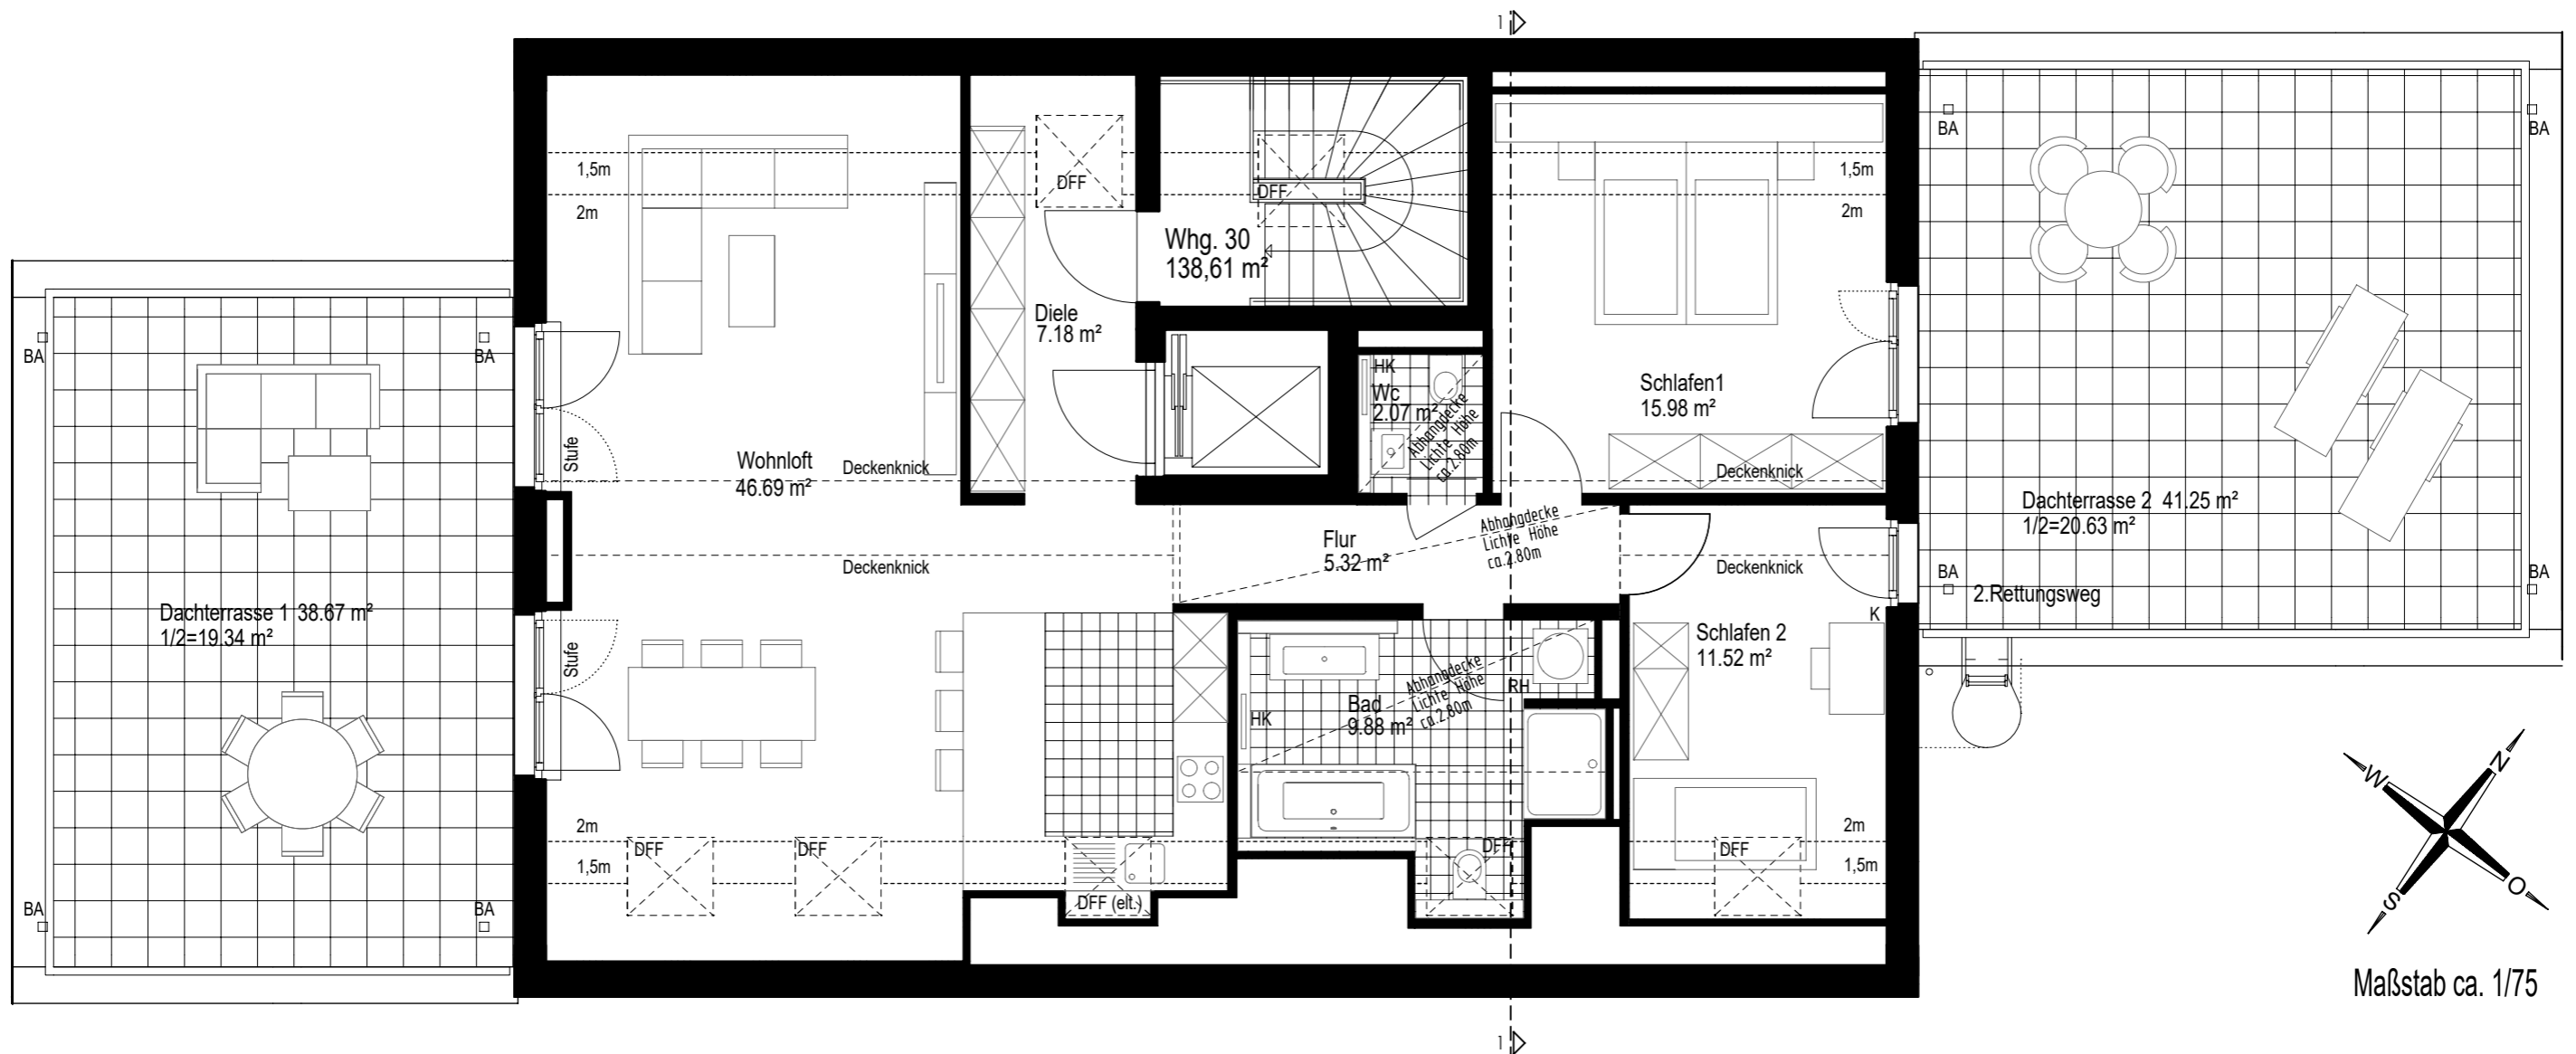 1
BA
BA
1,5m
DFF
DFF
1,5m
2m
2m
Whg. 30
138,61 m²
Diele
7.18 m²
BA
BA
HK
Wc
2.07 m²
Abhangdecke
Lichte Höhe
ca.2.80m
Schlafen1
15.98 m²
Stufe
Wohnloft
46.69 m²
Deckenknick
Deckenknick
Dachterrasse 2 41.25 m²
1/2=20.63 m²
Flur
5.32 m²
Abhangdecke
Lichte Höhe
ca.2.80m
Deckenknick
Deckenknick
BA
BA
2.Rettungsweg
Dachterrasse 1 38.67 m²
1/2=19.34 m²
K
Stufe
Schlafen 2
11.52 m²
Abhangdecke
Lichte Höhe
ca.2.80m
RH
Bad
9.88 m²
HK
N
W
O
S
2m
DFF
DFF
DFF
2m
DFF
1,5m
1,5m
DFF (elt.)
BA
BA
Maßstab ca. 1/75
1